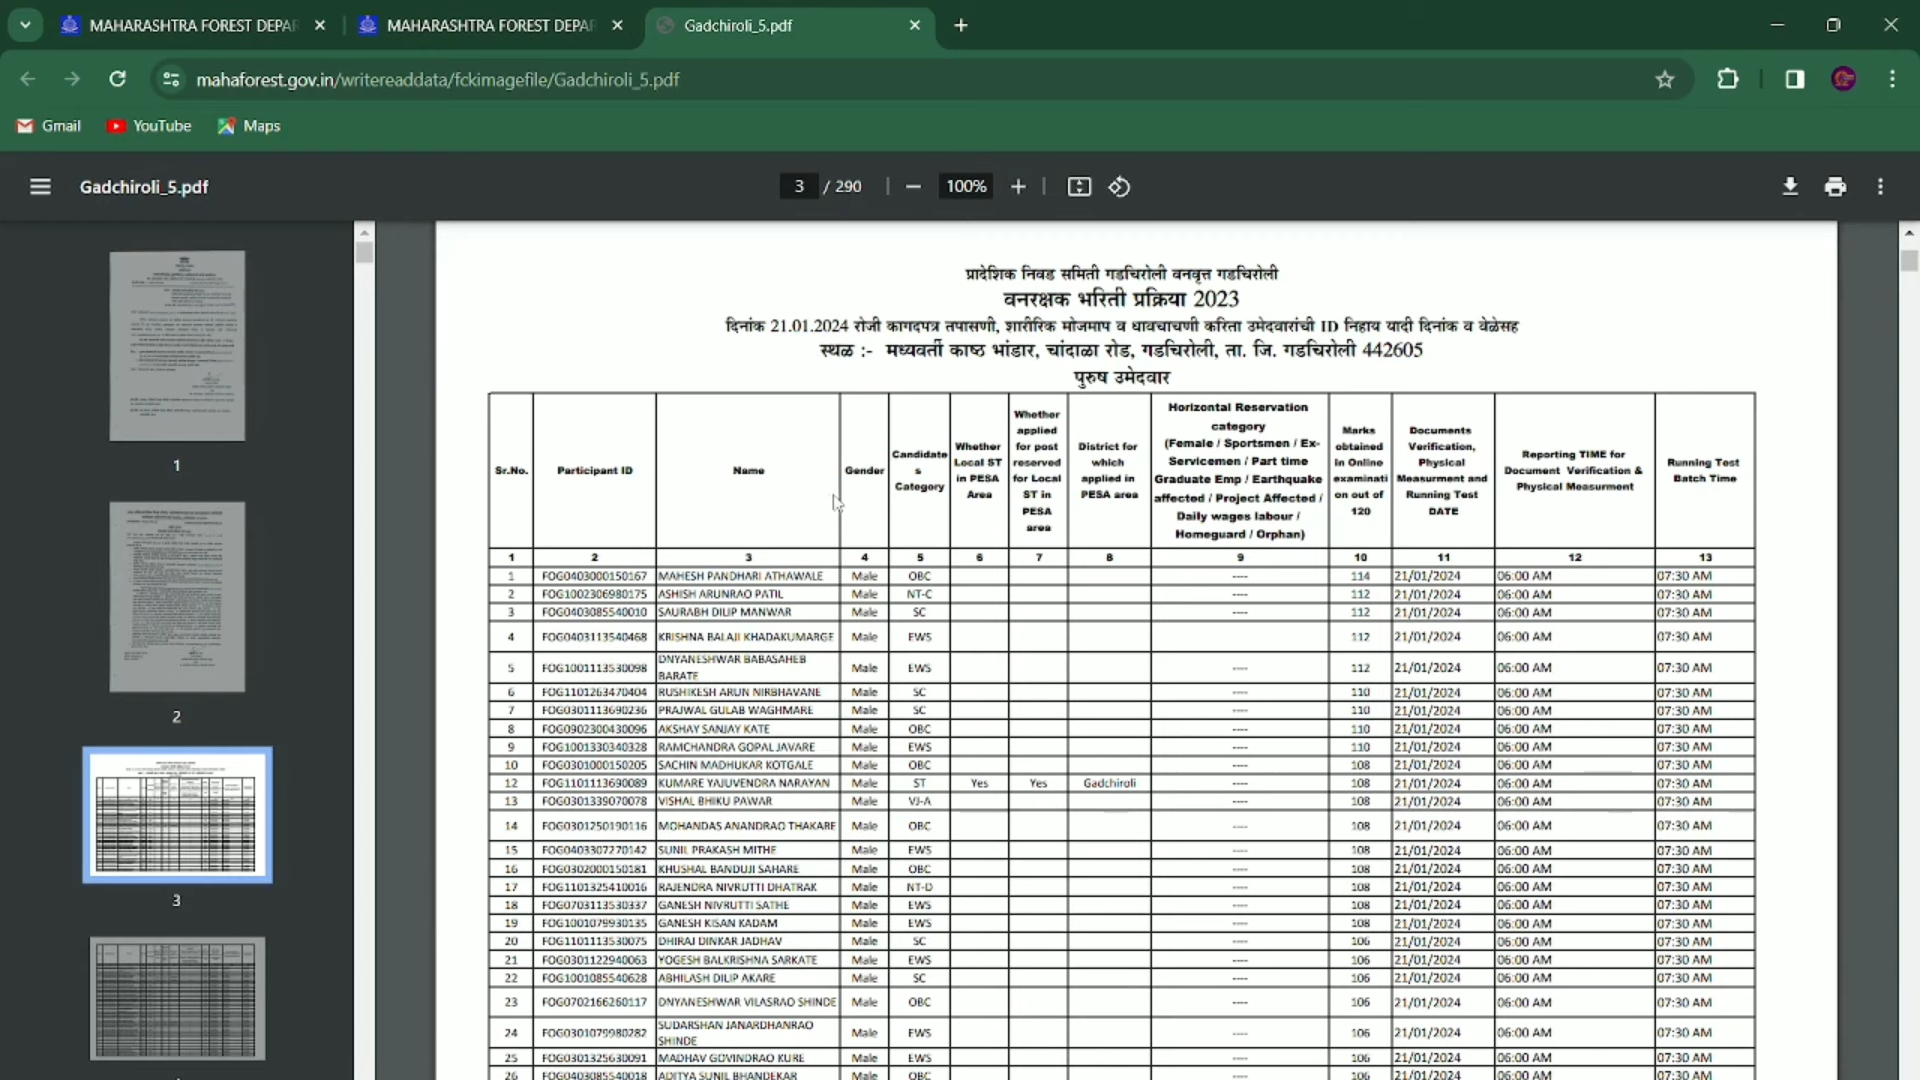 MAHARASHTRA FOREST DEPAR
MAHARASHTRA FOREST DEPAR
Gadchiroli_5.pdf
mahaforest.gov.in/writereaddata/fckimagefile/Gadchiroli_5.pdf
Gmail YouTube Maps
Gadchiroli_5.pdf
3 / 290 100%
1
2
3
प्रादेशिक निवड समिती गडचिरोली वनवृत्त गडचिरोली
वनरक्षक भरिती प्रक्रिया 2023
दिनांक 21.01.2024 रोजी कागदपत्र तपासणी, शारीरिक मोजमाप व धावचाचणी करिता उमेदवारांची ID निहाय यादी दिनांक व वेळेसह
स्थळ :- मध्यवर्ती काष्ठ भांडार, चांदाळा रोड, गडचिरोली, ता. जि. गडचिरोली 442605
पुरुष उमेदवार
Sr.No.
Participant ID
Name
Gender
Candidate
s
Category
Whether
Local ST
in PESA
Area
Whether
applied
for post
reserved
for Local
ST in
PESA
area
District for
which
applied in
PESA area
Horizontal Reservation
category
(Female / Sportsmen / Ex-
Servicemen / Part time
Graduate Emp / Earthquake
affected / Project Affected /
Daily wages labour /
Homeguard / Orphan)
Marks
obtained
in Online
examinati
on out of
120
Documents
Verification,
Physical
Measurment and
Running Test
DATE
Reporting TIME for
Document Verification &
Physical Measurment
Running Test
Batch Time
1 2 3 4 5 6 7 8 9 10 11 12 13
1 FOG0403000150167 MAHESH PANDHARI ATHAWALE Male OBC ---- 114 21/01/2024 06:00 AM 07:30 AM
2 FOG1002306980175 ASHISH ARUNRAO PATIL Male NT-C ---- 112 21/01/2024 06:00 AM 07:30 AM
3 FOG0403085540010 SAURABH DILIP MANWAR Male SC ---- 112 21/01/2024 06:00 AM 07:30 AM
4 FOG0403113540468 KRISHNA BALAJI KHADAKUMARGE Male EWS ---- 112 21/01/2024 06:00 AM 07:30 AM
5 FOG1001113530098 DNYANESHWAR BABASAHEB
BARATE Male EWS ---- 112 21/01/2024 06:00 AM 07:30 AM
6 FOG1101263470404 RUSHIKESH ARUN NIRBHAVANE Male SC ---- 110 21/01/2024 06:00 AM 07:30 AM
7 FOG0301113690236 PRAJWAL GULAB WAGHMARE Male SC ---- 110 21/01/2024 06:00 AM 07:30 AM
8 FOG0902300430096 AKSHAY SANJAY KATE Male OBC ---- 110 21/01/2024 06:00 AM 07:30 AM
9 FOG1001330340328 RAMCHANDRA GOPAL JAVARE Male EWS ---- 110 21/01/2024 06:00 AM 07:30 AM
10 FOG0301000150205 SACHIN MADHUKAR KOTGALE Male OBC ---- 108 21/01/2024 06:00 AM 07:30 AM
12 FOG1101113690089 KUMARE YAJUVENDRA NARAYAN Male ST Yes Yes Gadchiroli ---- 108 21/01/2024 06:00 AM 07:30 AM
13 FOG0301339070078 VISHAL BHIKU PAWAR Male VJ-A ---- 108 21/01/2024 06:00 AM 07:30 AM
14 FOG0301250190116 MOHANDAS ANANDRAO THAKARE Male OBC ---- 108 21/01/2024 06:00 AM 07:30 AM
15 FOG0403307270142 SUNIL PRAKASH MITHE Male EWS ---- 108 21/01/2024 06:00 AM 07:30 AM
16 FOG0302000150181 KHUSHAL BANDUJI SAHARE Male OBC ---- 108 21/01/2024 06:00 AM 07:30 AM
17 FOG1101325410016 RAJENDRA NIVRUTTI DHATRAK Male NT-D ---- 108 21/01/2024 06:00 AM 07:30 AM
18 FOG0703113530337 GANESH NIVRUTTI SATHE Male EWS ---- 108 21/01/2024 06:00 AM 07:30 AM
19 FOG1001079930135 GANESH KISAN KADAM Male EWS ---- 108 21/01/2024 06:00 AM 07:30 AM
20 FOG1101113530075 DHIRAJ DINKAR JADHAV Male SC ---- 106 21/01/2024 06:00 AM 07:30 AM
21 FOG0301122940063 YOGESH BALKRISHNA SARKATE Male EWS ---- 106 21/01/2024 06:00 AM 07:30 AM
22 FOG1001085540628 ABHILASH DILIP AKARE Male SC ---- 106 21/01/2024 06:00 AM 07:30 AM
23 FOG0702166260117 DNYANESHWAR VILASRAO SHINDE Male OBC ---- 106 21/01/2024 06:00 AM 07:30 AM
24 FOG0301079980282 SUDARSHAN JANARDHANRAO
SHINDE Male EWS ---- 106 21/01/2024 06:00 AM 07:30 AM
25 FOG0301325630091 MADHAV GOVINDRAO KURE Male EWS ---- 106 21/01/2024 06:00 AM 07:30 AM
26 FOG0403085540018 ADITYA SUNIL BHANDEKAR Male OBC ---- 106 21/01/2024 06:00 AM 07:30 AM